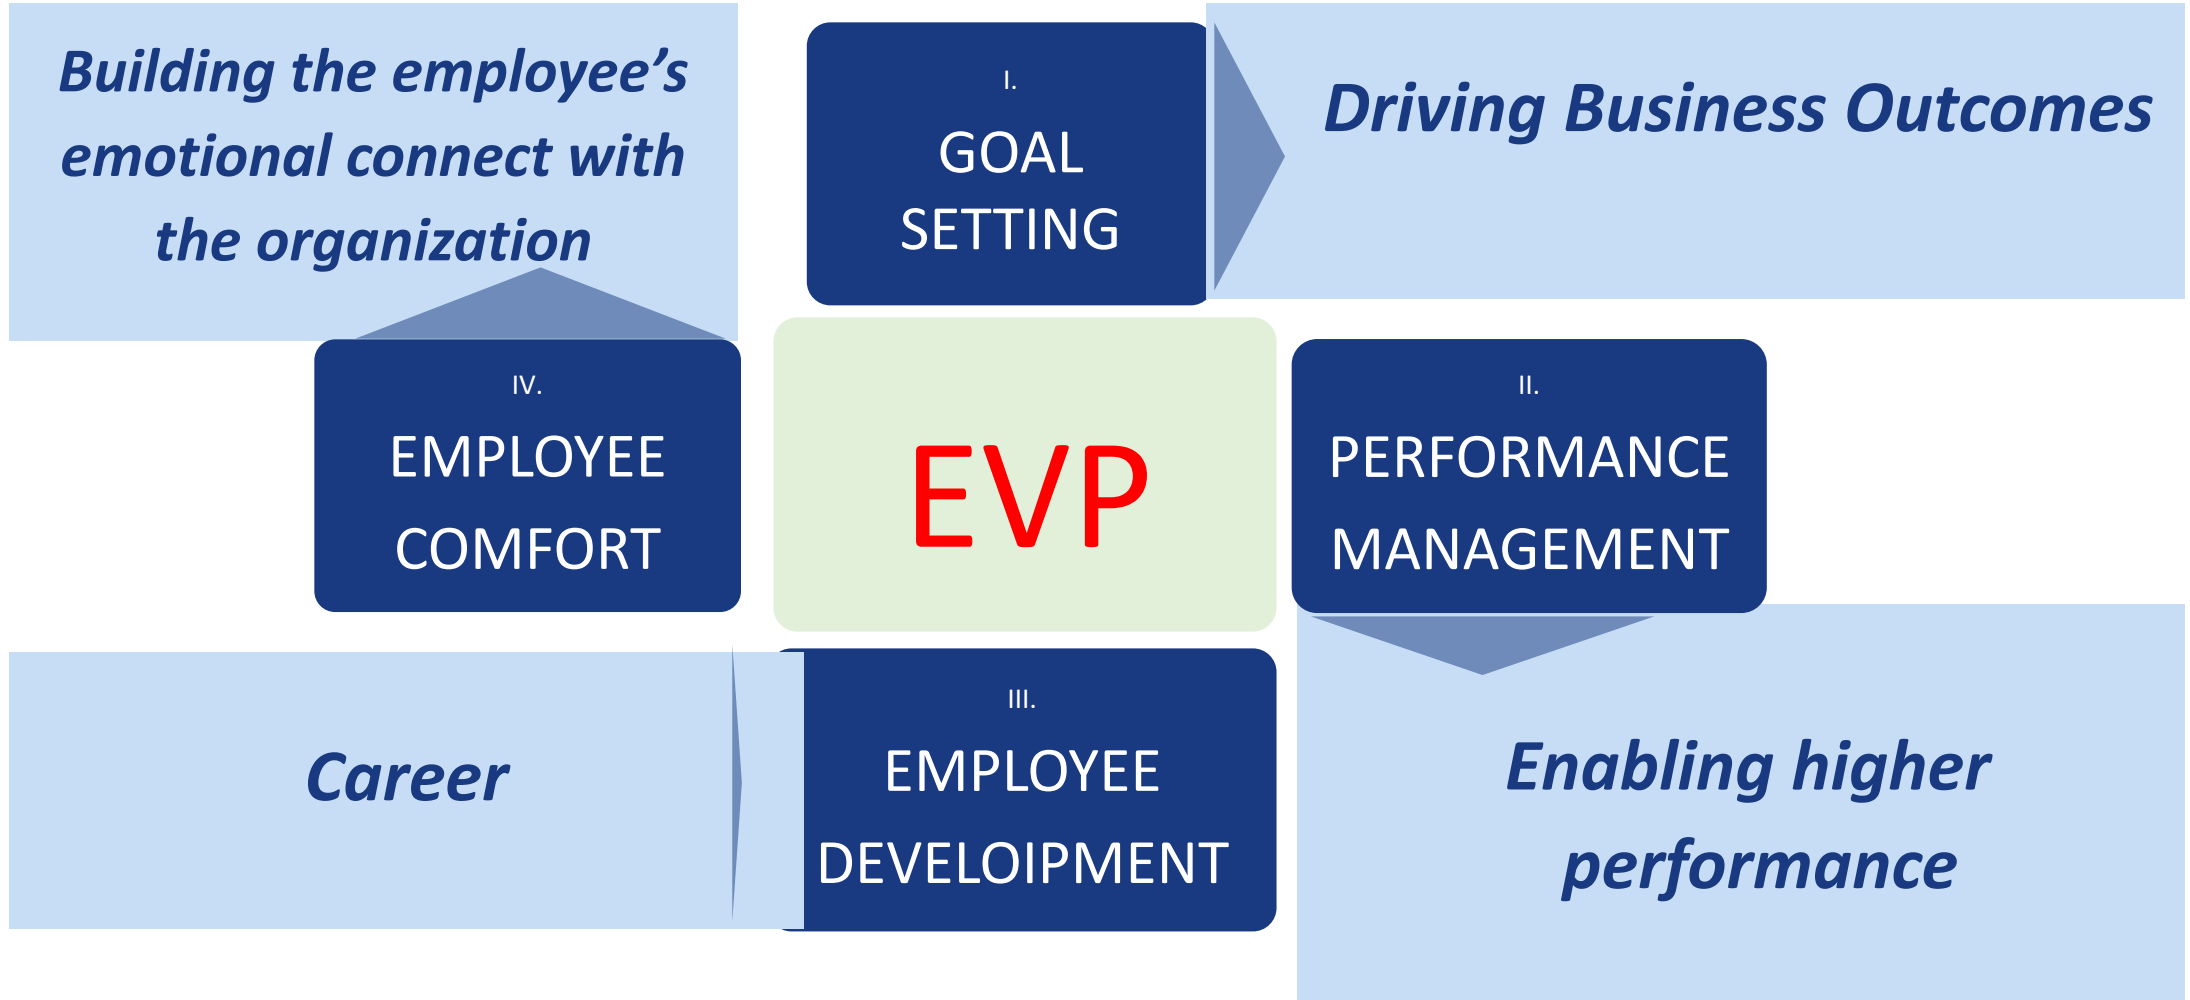 Building the employee’s
emotional connect with
the organization
I.
GOAL
SETTING
Driving Business Outcomes
IV.
EMPLOYEE
COMFORT
EVP
II.
PERFORMANCE
MANAGEMENT
Career
III.
EMPLOYEE
DEVELOIPMENT
Enabling higher
performance